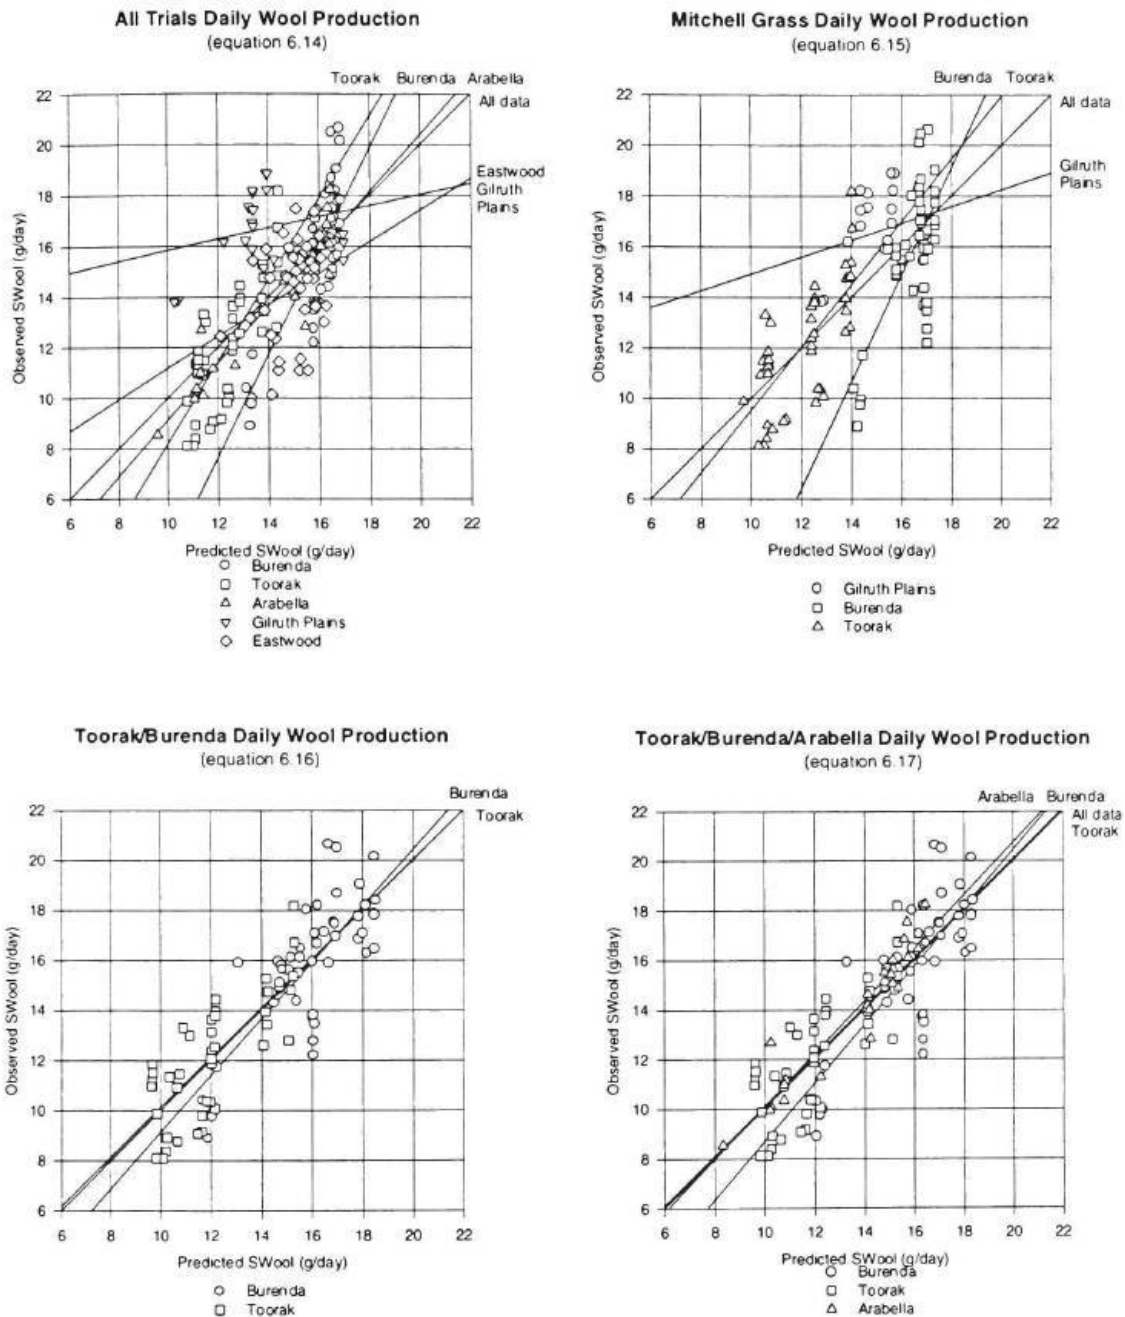 All Trials Daily Wool Production
(equation 6.14)
Toorak Burenda Arabella
All data
Eastwood
Gilruth
Plains
22
20
18
16
14
12
10
8
6
Observed SWool (g/day)
6 8 10 12 14 16 18 20 22
Predicted SWool (g/day)
Burenda
Toorak
Arabella
Gilruth Plains
Eastwood
Mitchell Grass Daily Wool Production
(equation 6.15)
Burenda Toorak
All data
Gilruth
Plains
22
20
18
16
14
12
10
8
6
Observed SWool (g/day)
6 8 10 12 14 16 18 20 22
Predicted SWool (g/day)
Gilruth Plains
Burenda
Toorak
Toorak/Burenda Daily Wool Production
(equation 6.16)
Burenda
Toorak
22
20
18
16
14
12
10
8
6
Observed SWool (g/day)
6 8 10 12 14 16 18 20 22
Predicted SWool (g/day)
Burenda
Toorak
Toorak/Burenda/Arabella Daily Wool Production
(equation 6.17)
Arabella Burenda
All data
Toorak
22
20
18
16
14
12
10
8
6
Observed SWool (g/day)
6 8 10 12 14 16 18 20 22
Predicted SWool (g/day)
Burenda
Toorak
Arabella